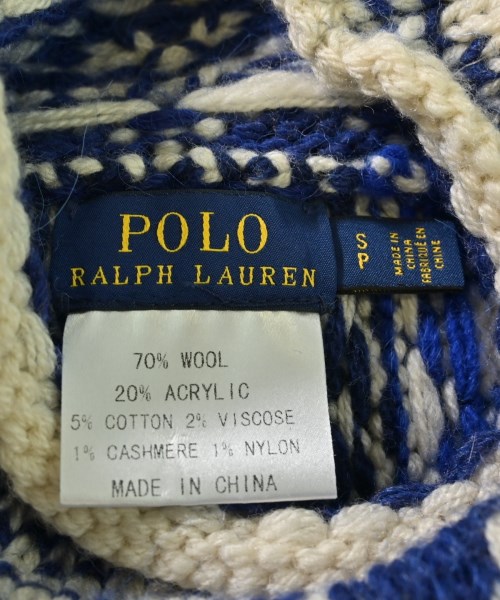 POLO
RALPH LAUREN
S
P
MADE IN
CHINA
FABRIQUÉ EN
CHINE
70% WOOL
20% ACRYLIC
5% COTTON 2% VISCOSE
1% CASHMERE 1% NYLON
MADE IN CHINA